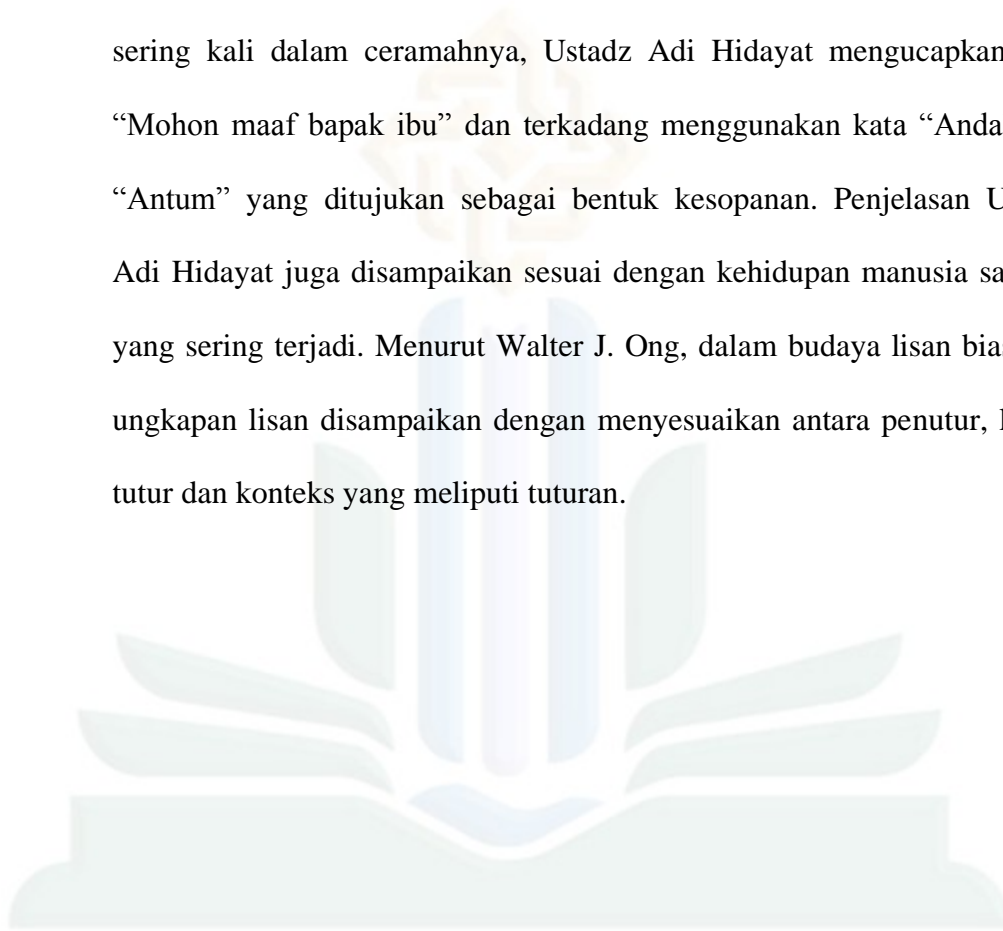 sering kali dalam ceramahnya, Ustadz Adi Hidayat mengucapkan
“Mohon maaf bapak ibu” dan terkadang menggunakan kata “Anda
“Antum” yang ditujukan sebagai bentuk kesopanan. Penjelasan
Adi Hidayat juga disampaikan sesuai dengan kehidupan manusia
yang sering terjadi. Menurut Walter J. Ong, dalam budaya lisan
ungkapan lisan disampaikan dengan menyesuaikan antara penutur,
tutur dan konteks yang meliputi tuturan.